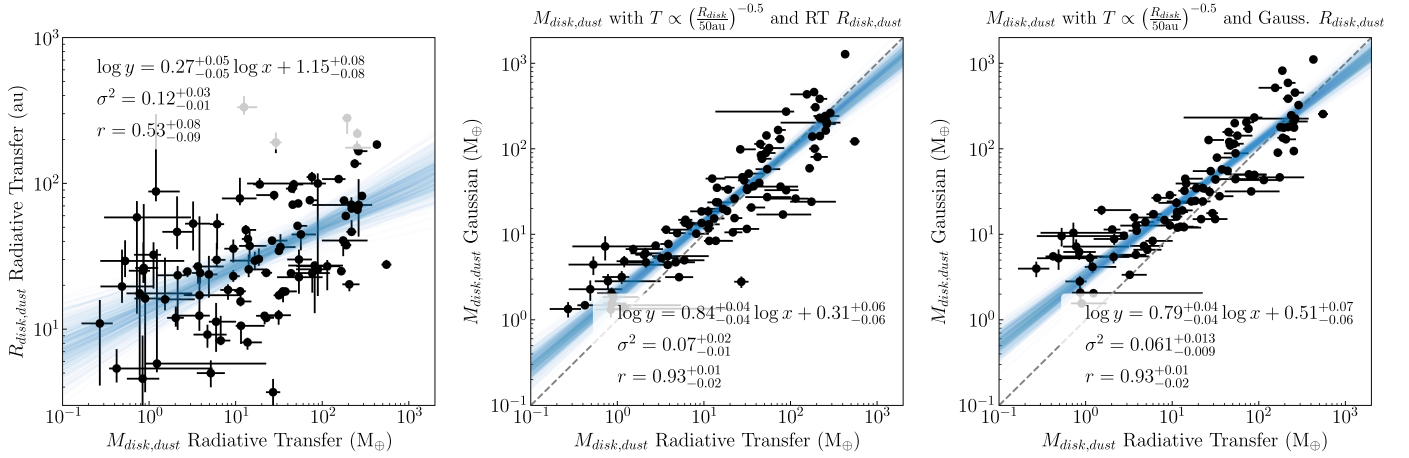 10^3
10^2
10^1
R_{disk,dust} Radiative Transfer (au)
log y = 0.27^{+0.05}_{-0.05} log x + 1.15^{+0.08}_{-0.08}
σ^2 = 0.12^{+0.03}_{-0.01}
r = 0.53^{+0.08}_{-0.09}
10^{-1} 10^0 10^1 10^2 10^3
M_{disk,dust} Radiative Transfer (M_⊕)
M_{disk,dust} with T ∝ (R_{disk}/50au)^{-0.5} and RT R_{disk,dust}
10^3
10^2
10^1
10^0
10^{-1}
M_{disk,dust} Gaussian (M_⊕)
log y = 0.84^{+0.04}_{-0.04} log x + 0.31^{+0.06}_{-0.06}
σ^2 = 0.07^{+0.02}_{-0.01}
r = 0.93^{+0.01}_{-0.02}
10^{-1} 10^0 10^1 10^2 10^3
M_{disk,dust} Radiative Transfer (M_⊕)
M_{disk,dust} with T ∝ (R_{disk}/50au)^{-0.5} and Gauss. R_{disk,dust}
10^3
10^2
10^1
10^0
10^{-1}
M_{disk,dust} Gaussian (M_⊕)
log y = 0.79^{+0.04}_{-0.04} log x + 0.51^{+0.07}_{-0.06}
σ^2 = 0.061^{+0.013}_{-0.009}
r = 0.93^{+0.01}_{-0.02}
10^{-1} 10^0 10^1 10^2 10^3
M_{disk,dust} Radiative Transfer (M_⊕)